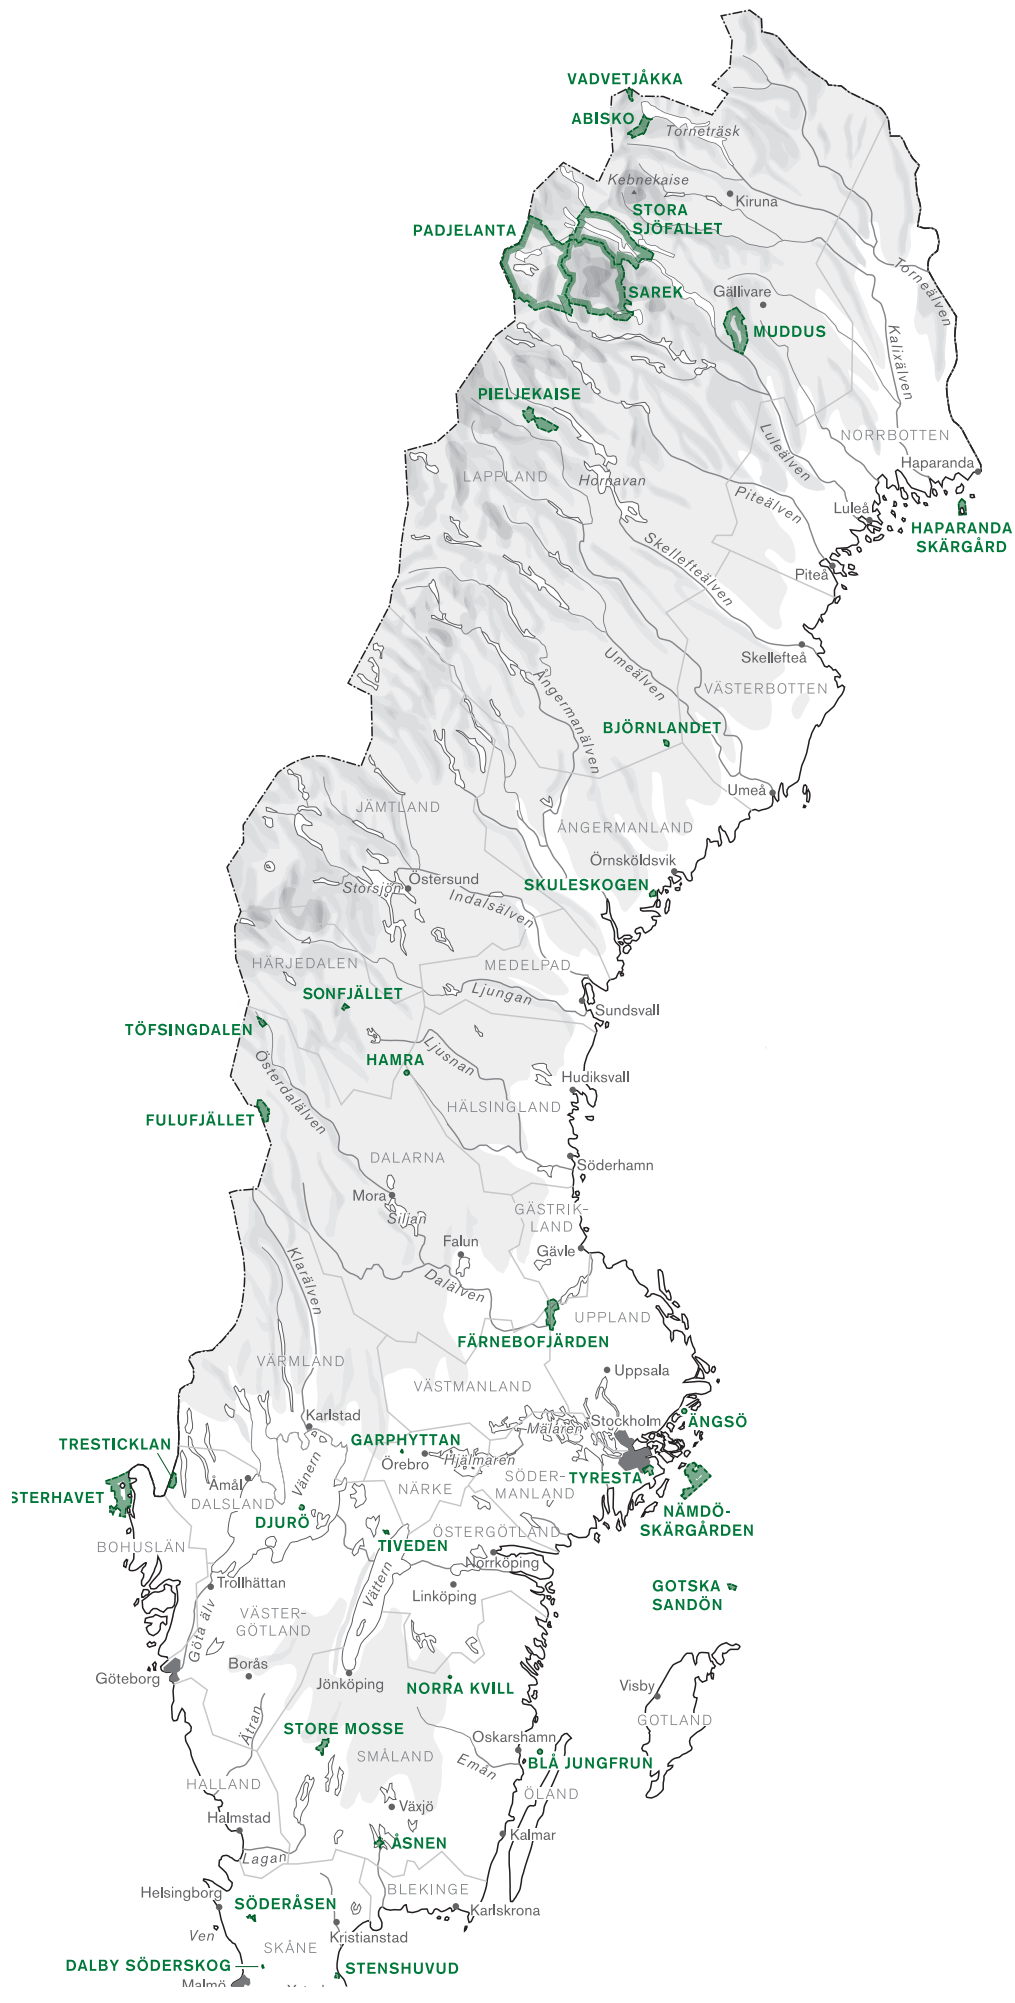 VADVETJÅKKA
ABISKO
Torneträsk
Kebnekaise
Kiruna
STORA
SJÖFALLET
PADJELANTA
Torneälven
SAREK
Gällivare
MUDDUS
Kalixälven
PIELJEKAISE
NORRBOTTEN
Luleälven
Haparanda
LAPPLAND
Hornavan
Piteälven
Luleå
HAPARANDA
SKÄRGÅRD
Skellefteälven
Piteå
Skellefteå
Umeälven
VÄSTERBOTTEN
Ångermanälven
BJÖRNLANDET
Umeå
JÄMTLAND
ÅNGERMANLAND
Örnsköldsvik
Östersund
SKULESKOGEN
Storsjön
Indalsälven
HÄRJEDALEN
MEDELPAD
SONFJÄLLET
Ljungan
Sundsvall
TÖFSINGDALEN
Ljusnan
HAMRA
Österdalälven
Hudiksvall
HÄLSINGLAND
FULUFJÄLLET
DALARNA
Söderhamn
Mora
Siljan
GÄSTRIK-
LAND
Falun
Gävle
Klarälven
Dalälven
UPPLAND
FÄRNEBOFJÄRDEN
VÄRMLAND
Uppsala
VÄSTMANLAND
Karlstad
Stockholm
ÄNGSÖ
Mälaren
TRESTICKLAN
GARPHYTTAN
Örebro
Hjälmaren
Vänern
Åmål
NÄRKE
SÖDER-
MANLAND
TYRESTA
STERHAVET
DALSLAND
NÄMDÖ-
SKÄRGÅRDEN
DJURÖ
BOHUSLÄN
TIVEDEN
ÖSTERGÖTLAND
Norrköping
Trollhättan
Vättern
Linköping
GOTSKA
SANDÖN
Göta älv
VÄSTER-
GÖTLAND
Göteborg
Borås
Jönköping
NORRA KVILL
Visby
GOTLAND
Ätran
STORE MOSSE
Oskarshamn
SMÅLAND
Emån
BLÅ JUNGFRUN
HALLAND
ÖLAND
Växjö
Halmstad
Kalmar
ÅSNEN
Lagan
BLEKINGE
Helsingborg
SÖDERÅSEN
Karlskrona
Ven
Kristianstad
SKÅNE
DALBY SÖDERSKOG
STENSHUVUD
Malmö